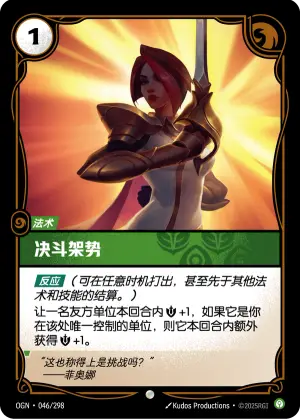 1
法术
决斗架势
反应 （可在任意时机打出，甚至先于其他法
术和技能的结算。）
让一名友方单位本回合内 +1，如果它是你
在该处唯一控制的单位，则它本回合内额外
获得 +1。
“这也称得上是挑战吗？”
——菲奥娜
OGN • 046/298
Kudos Productions • ©2025RGI